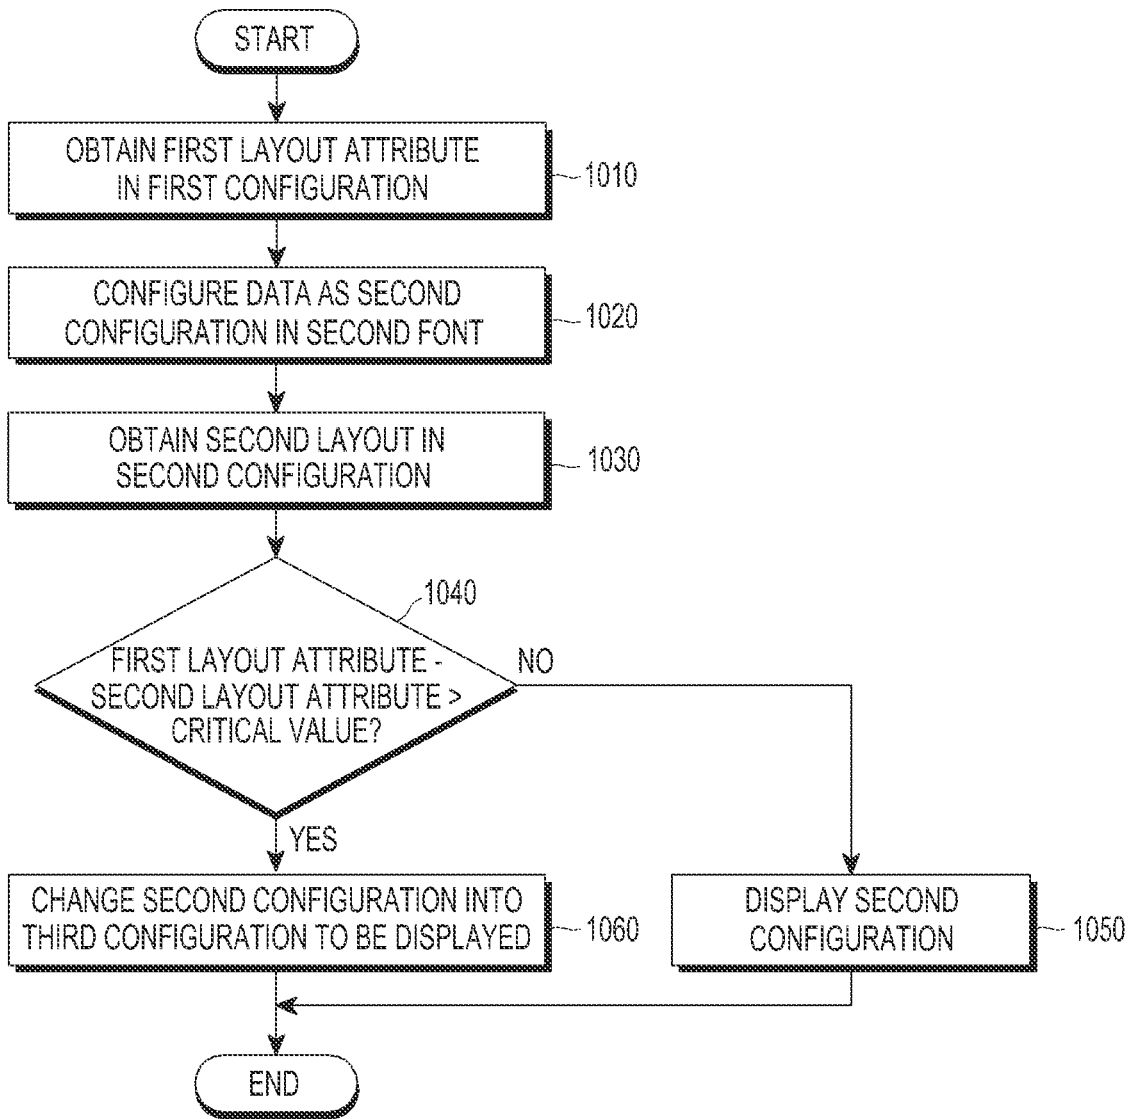 START
OBTAIN FIRST LAYOUT ATTRIBUTE
IN FIRST CONFIGURATION
1010
CONFIGURE DATA AS SECOND
CONFIGURATION IN SECOND FONT
1020
OBTAIN SECOND LAYOUT IN
SECOND CONFIGURATION
1030
1040
FIRST LAYOUT ATTRIBUTE -
SECOND LAYOUT ATTRIBUTE >
CRITICAL VALUE?
NO
YES
CHANGE SECOND CONFIGURATION INTO
THIRD CONFIGURATION TO BE DISPLAYED
1060
DISPLAY SECOND
CONFIGURATION
1050
END